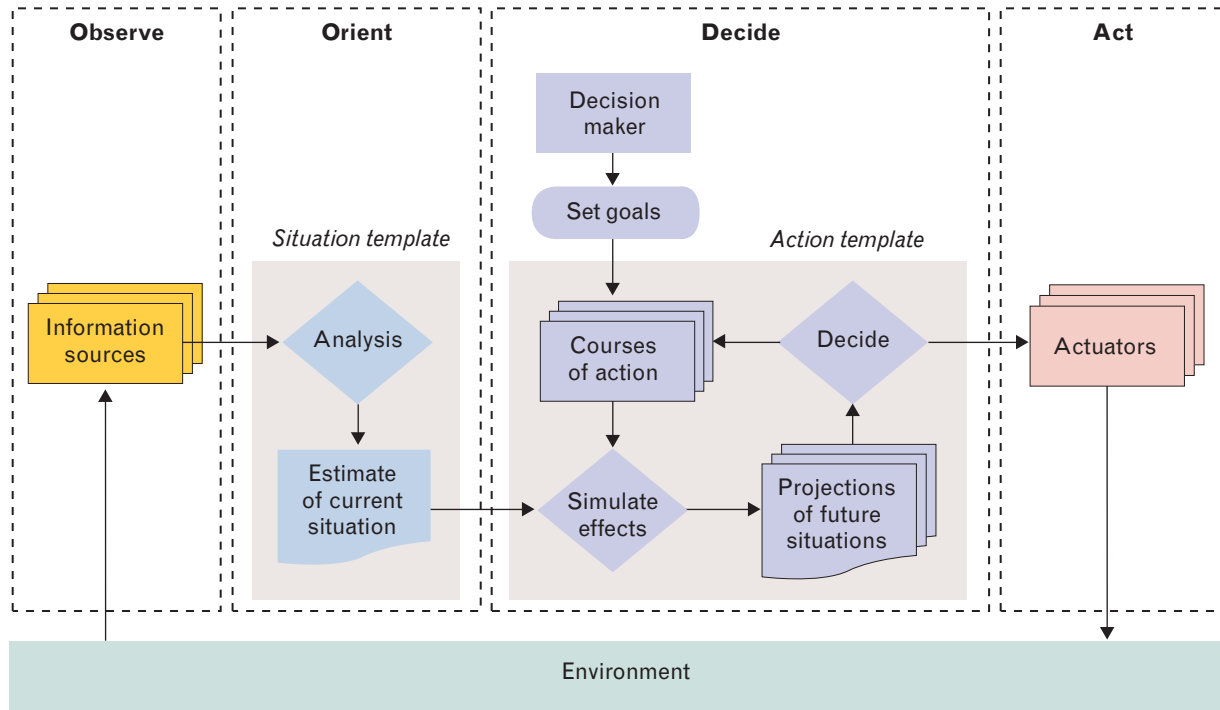 Observe
Orient
Decide
Act
Decision
maker
Set goals
Situation template
Action template
Information
sources
Analysis
Courses
of action
Decide
Actuators
Estimate
of current
situation
Simulate
effects
Projections
of future
situations
Environment